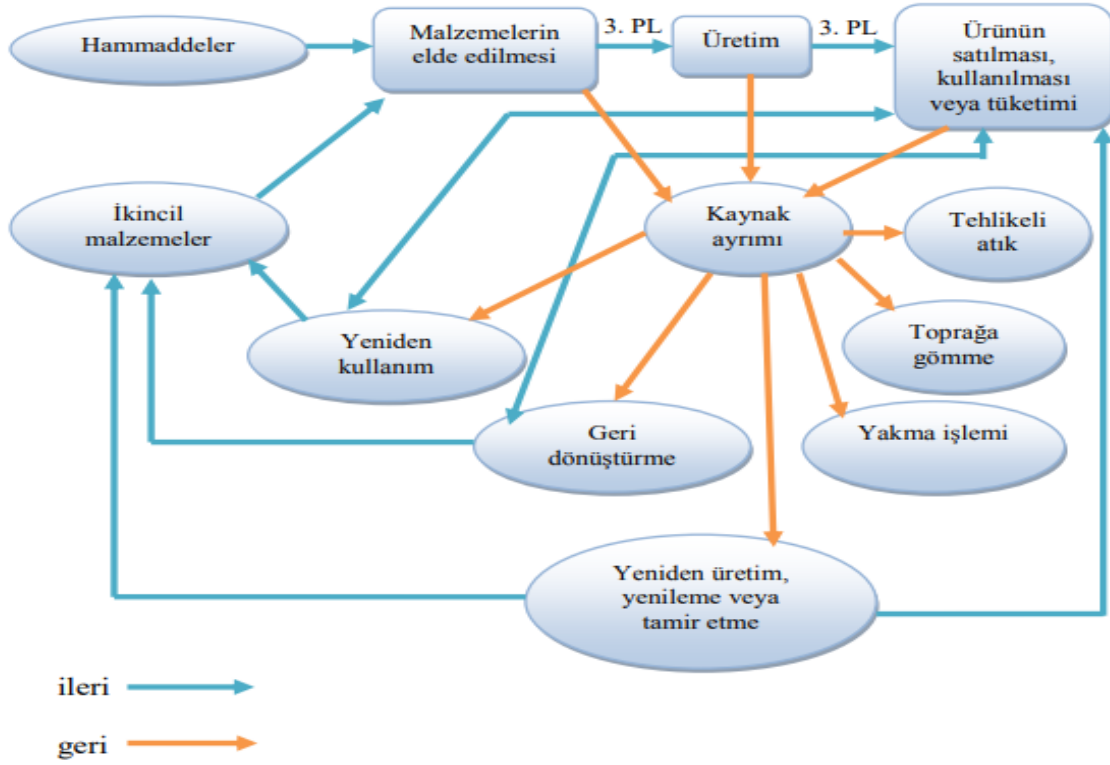 Hammaddeler
Malzemelerin
elde edilmesi
3. PL
Üretim
3. PL
Ürünün
satılması,
kullanılması
veya tüketimi
İkincil
malzemeler
Kaynak
ayrımı
Tehlikeli
atık
Yeniden
kullanım
Toprağa
gömme
Geri
dönüştürme
Yakma işlemi
Yeniden üretim,
yenileme veya
tamir etme
ileri
geri